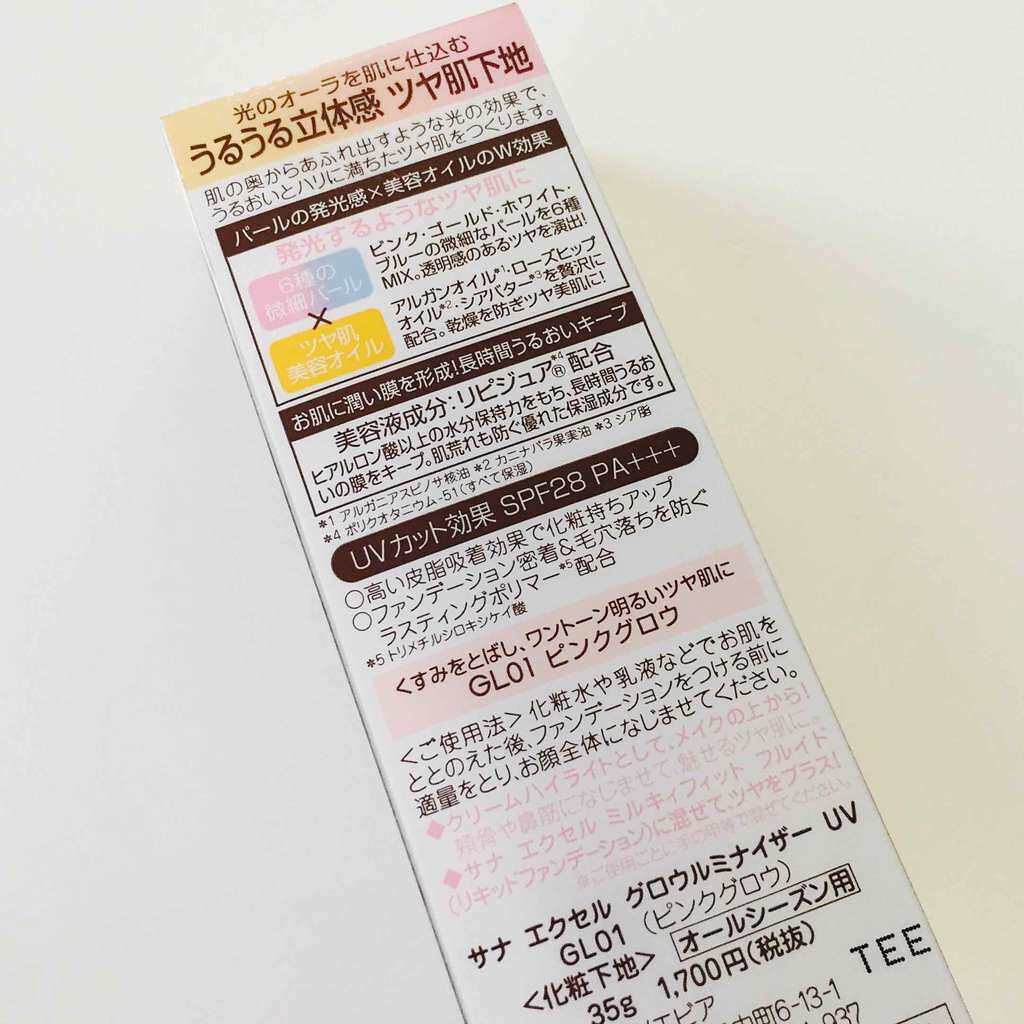 光のオーラを肌に仕込む
うるうる立体感 ツヤ肌下地
肌の奥からあふれ出すような光の効果で、
うるおいとハリに満ちたツヤ肌をつくります。
パールの発光感×美容オイルのW効果
発光するようなツヤ肌に
6種の
微細パール
×
ツヤ肌
美容オイル
ピンク・ゴールド・ホワイト・
ブルーの微細なパールを6種
MIX。透明感のあるツヤを演出!
アルガンオイル*1・ローズヒップ
オイル*2・シアバター*3を贅沢に
配合。乾燥を防ぎツヤ美肌に!
お肌に潤い膜を形成!長時間うるおいキープ
美容液成分:リピジュア®*4配合
ヒアルロン酸以上の水分保持力をもち、長時間うるお
いの膜をキープ。肌荒れも防ぐ優れた保湿成分です。
*1 アルガニアスピノサ核油 *2 カニナバラ果実油 *3 シア脂
*4 ポリクオタニウム-51(すべて保湿)
UVカット効果 SPF28 PA+++
○高い皮脂吸着効果で化粧持ちアップ
○ファンデーション密着&毛穴落ちを防ぐ
ラスティングポリマー*5配合
*5 トリメチルシロキシケイ酸
くすみをとばし、ワントーン明るいツヤ肌に
GL01 ピンクグロウ
<ご使用法>化粧水や乳液などでお肌を
ととのえた後、ファンデーションをつける前に
適量をとり、お顔全体になじませてください。
◆クリームハイライトとして、メイクの上から!
頬骨や鼻筋になじませて、魅せるツヤ肌に。
◆サナ エクセル ミルキィフィット フルイド
(リキッドファンデーション)に混ぜて、ツヤをプラス!
※ご使用ごとに手の甲等で混ぜてください。
サナ エクセル グロウルミナイザー UV
GL01 (ピンクグロウ)
<化粧下地> オールシーズン用
35g 1,700円(税抜)
TEE
エビア
中町6-13-1
937